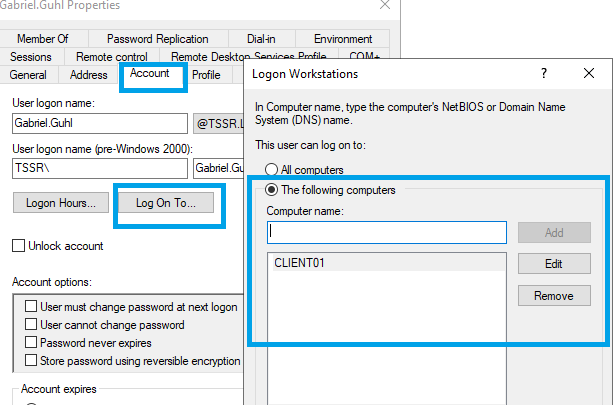 Gabriel.Guhl Properties
Member Of Password Replication Dial-in Environment
Sessions Remote control Remote Desktop Services Profile COM+
General Address Account Profile
User logon name:
Gabriel.Guhl @TSSR.L
User logon name (pre-Windows 2000):
TSSR\ Gabriel.Gu
Logon Hours... Log On To...
Unlock account
Account options:
User must change password at next logon
User cannot change password
Password never expires
Store password using reversible encryption
Account expires
Logon Workstations
?
In Computer name, type the computer's NetBIOS or Domain Name
System (DNS) name.
This user can log on to:
All computers
The following computers
Computer name:
Add
CLIENT01
Edit
Remove